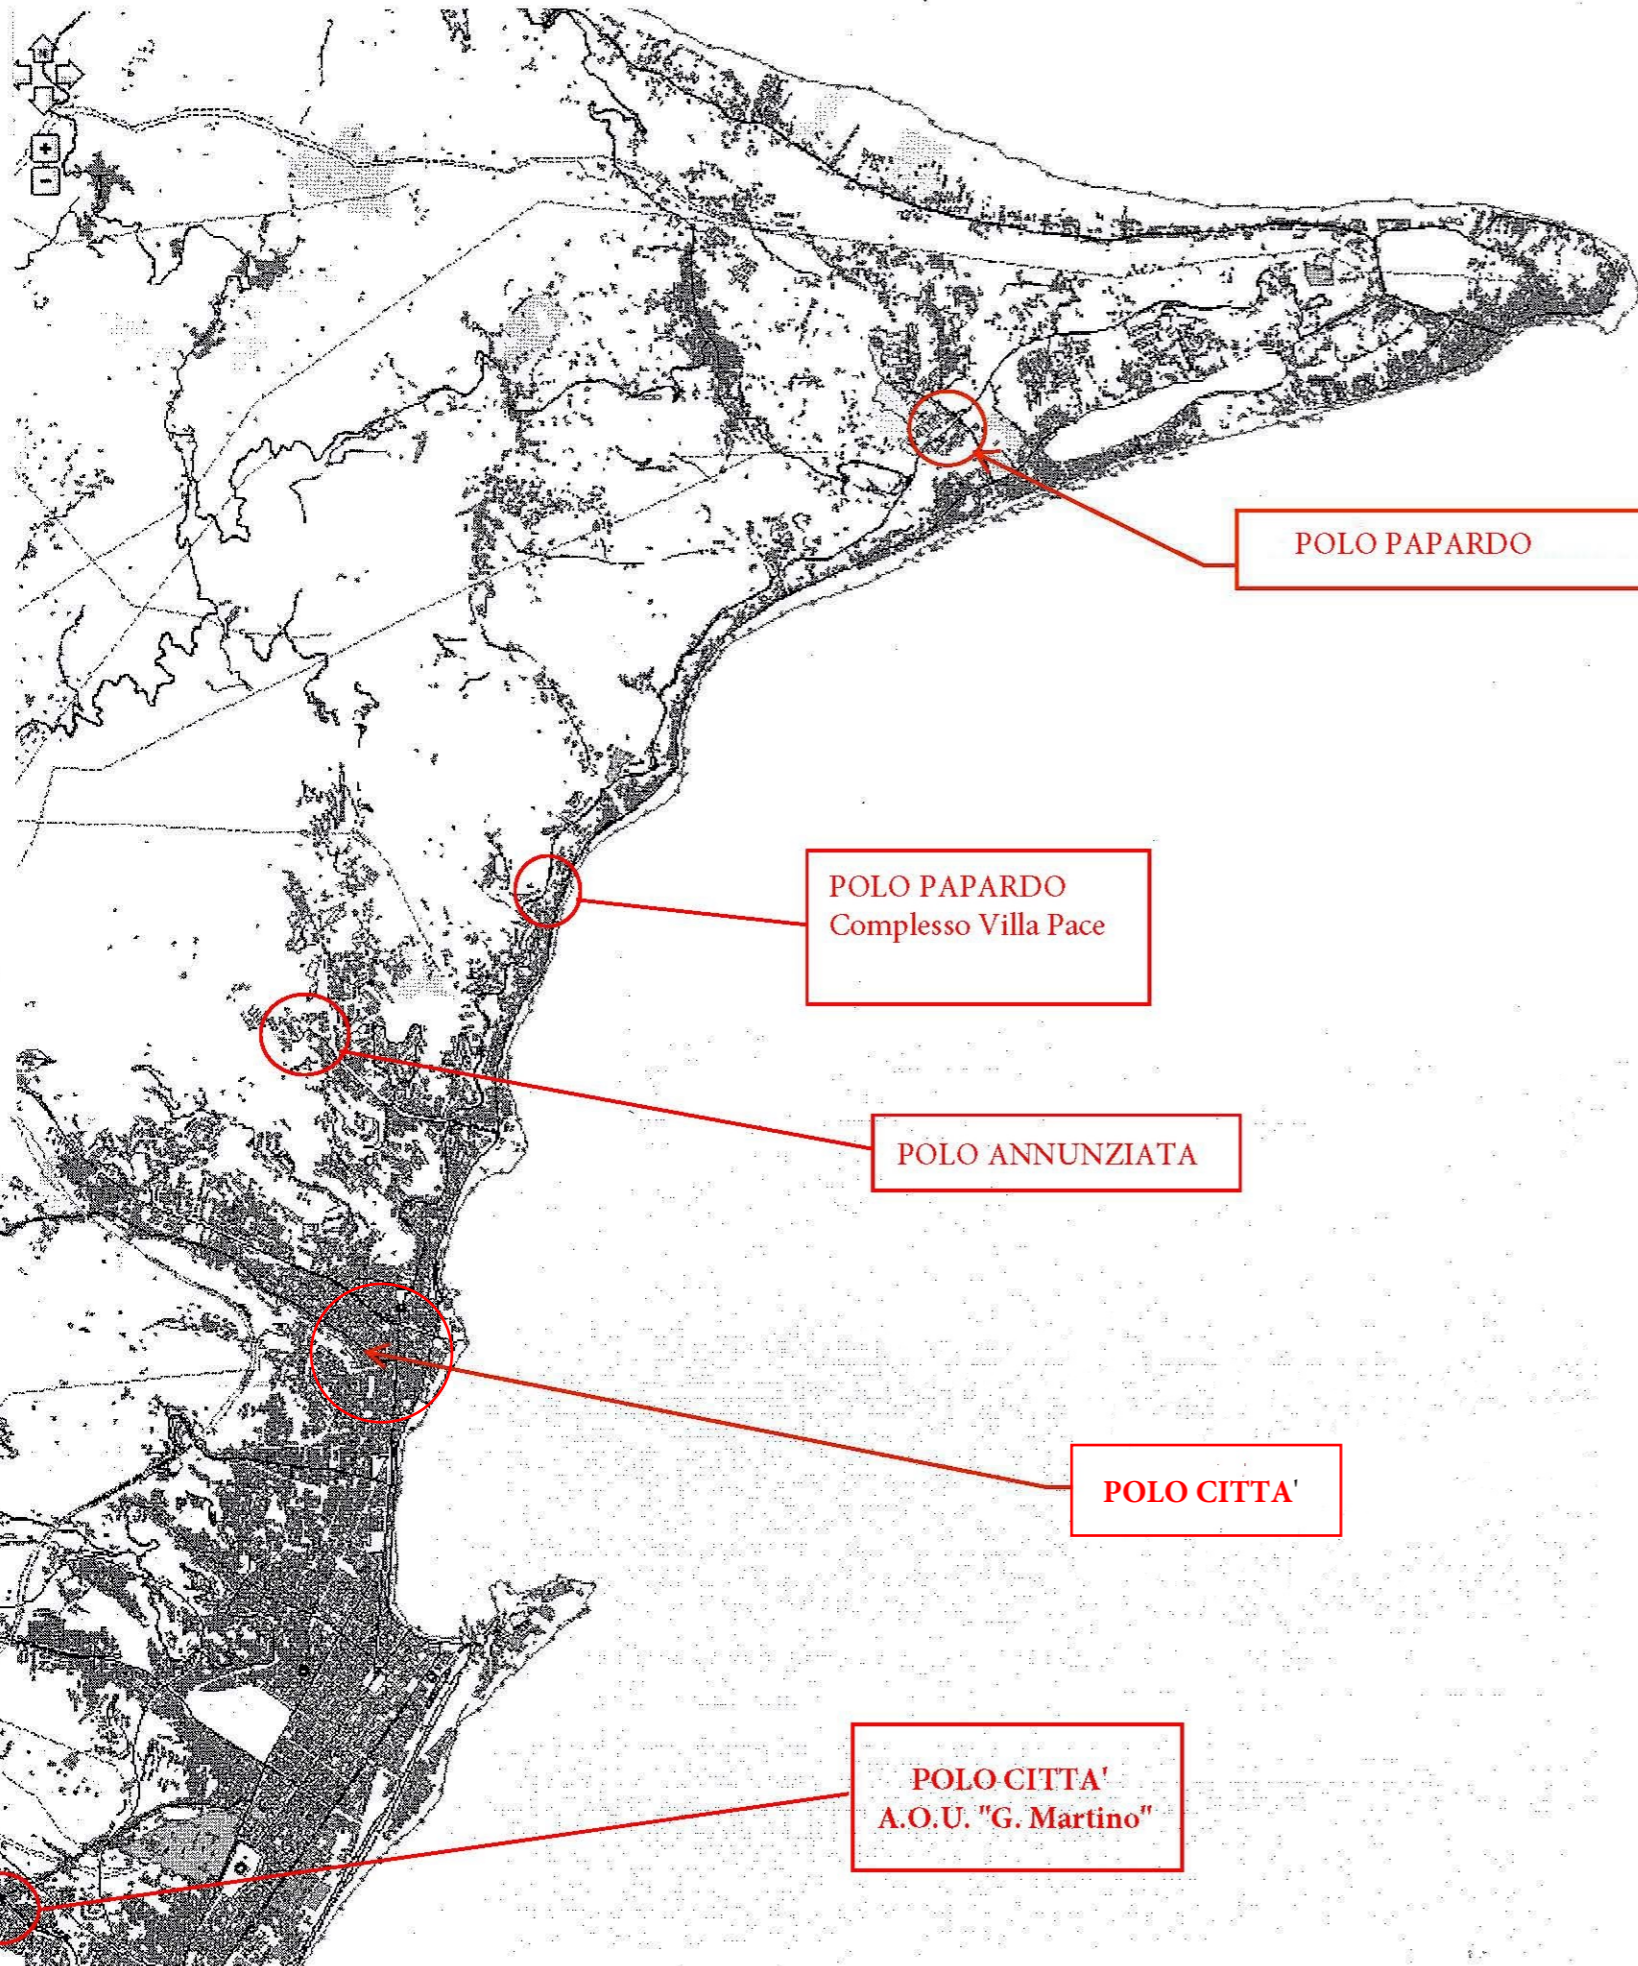 POLO PAPARDO
POLO PAPARDO
Complesso Villa Pace
POLO ANNUNZIATA
POLO CITTA'
POLO CITTA'
A.O.U. "G. Martino"